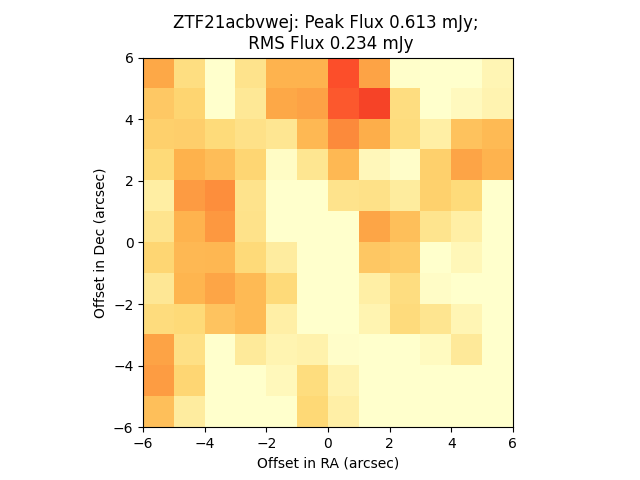 ZTF21acbvwej: Peak Flux 0.613 mJy;
RMS Flux 0.234 mJy
6
4
2
0
−2
−4
−6
Offset in Dec (arcsec)
−6 −4 −2 0 2 4 6
Offset in RA (arcsec)